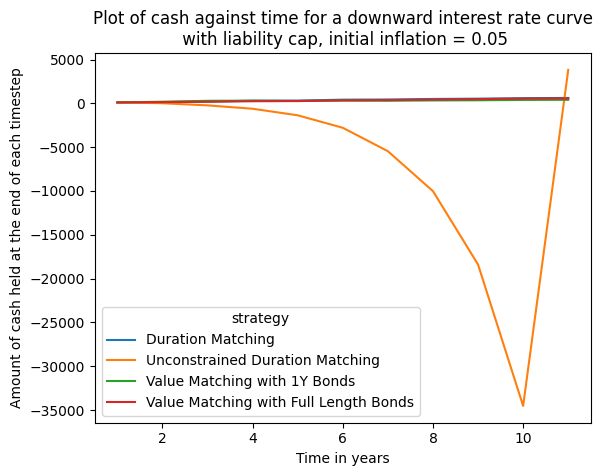 Plot of cash against time for a downward interest rate curve
with liability cap, initial inflation = 0.05
Amount of cash held at the end of each timestep
5000
0
−5000
−10000
−15000
−20000
−25000
−30000
−35000
strategy
Duration Matching
Unconstrained Duration Matching
Value Matching with 1Y Bonds
Value Matching with Full Length Bonds
2
4
6
8
10
Time in years